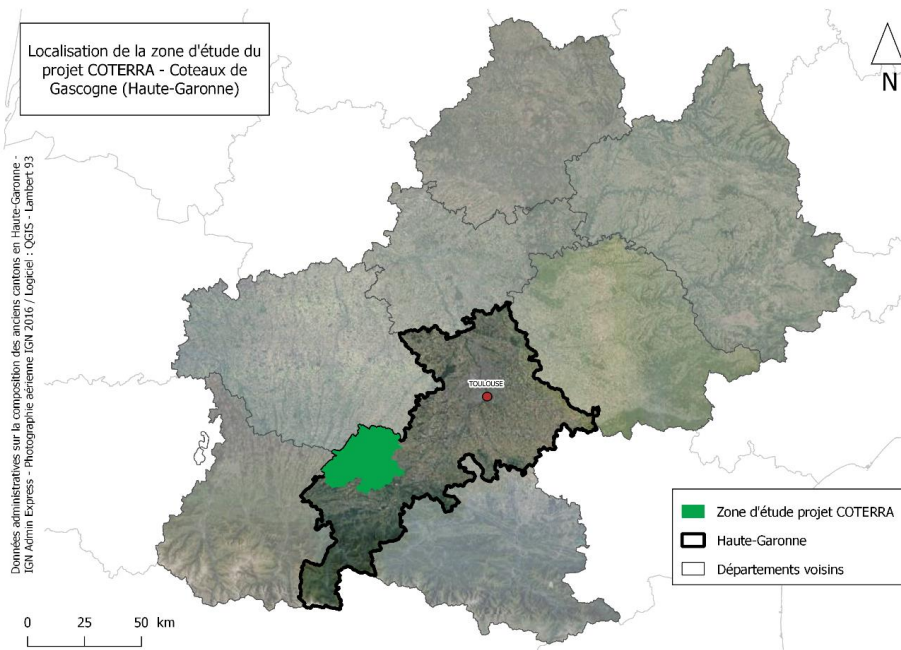 Localisation de la zone d'étude du
projet COTERRA - Coteaux de
Gascogne (Haute-Garonne)
N
Données administratives sur la composition des anciens cantons en Haute-Garonne -
IGN Admin Express - Photographie aérienne IGN 2016 / Logiciel : QGIS - Lambert 93
TOULOUSE
Zone d'étude projet COTERRA
Haute-Garonne
Départements voisins
0 25 50 km